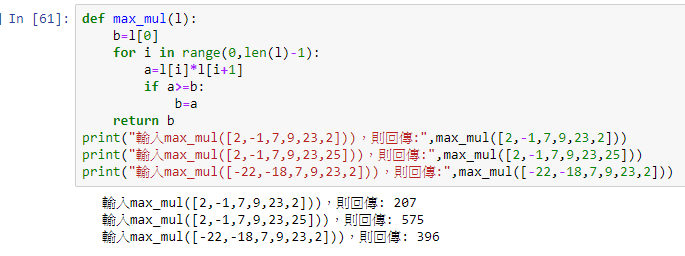 In [61]: def max_mul(l):
    b=l[0]
    for i in range(0,len(l)-1):
        a=l[i]*l[i+1]
        if a>=b:
            b=a
    return b
print("輸入max_mul([2,-1,7,9,23,2])),則回傳:",max_mul([2,-1,7,9,23,2]))
print("輸入max_mul([2,-1,7,9,23,25])),則回傳:",max_mul([2,-1,7,9,23,25]))
print("輸入max_mul([-22,-18,7,9,23,2])),則回傳:",max_mul([-22,-18,7,9,23,2]))
輸入max_mul([2,-1,7,9,23,2])),則回傳: 207
輸入max_mul([2,-1,7,9,23,25])),則回傳: 575
輸入max_mul([-22,-18,7,9,23,2])),則回傳: 396